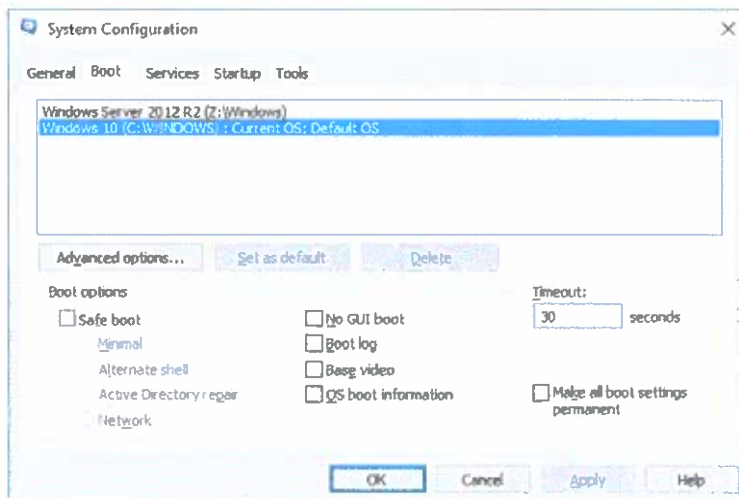 System Configuration
General Boot Services Startup Tools
Windows Server 2012 R2 (Z:\Windows)
Windows 10 (C:\WINDOWS) : Current OS; Default OS
Advanced options... Set as default Delete
Boot options Timeout:
Safe boot No GUI boot 30 seconds
Minimal Boot log
Alternate shell Base video
Active Directory repair OS boot information Make all boot settings
permanent
Network
OK Cancel Apply Help